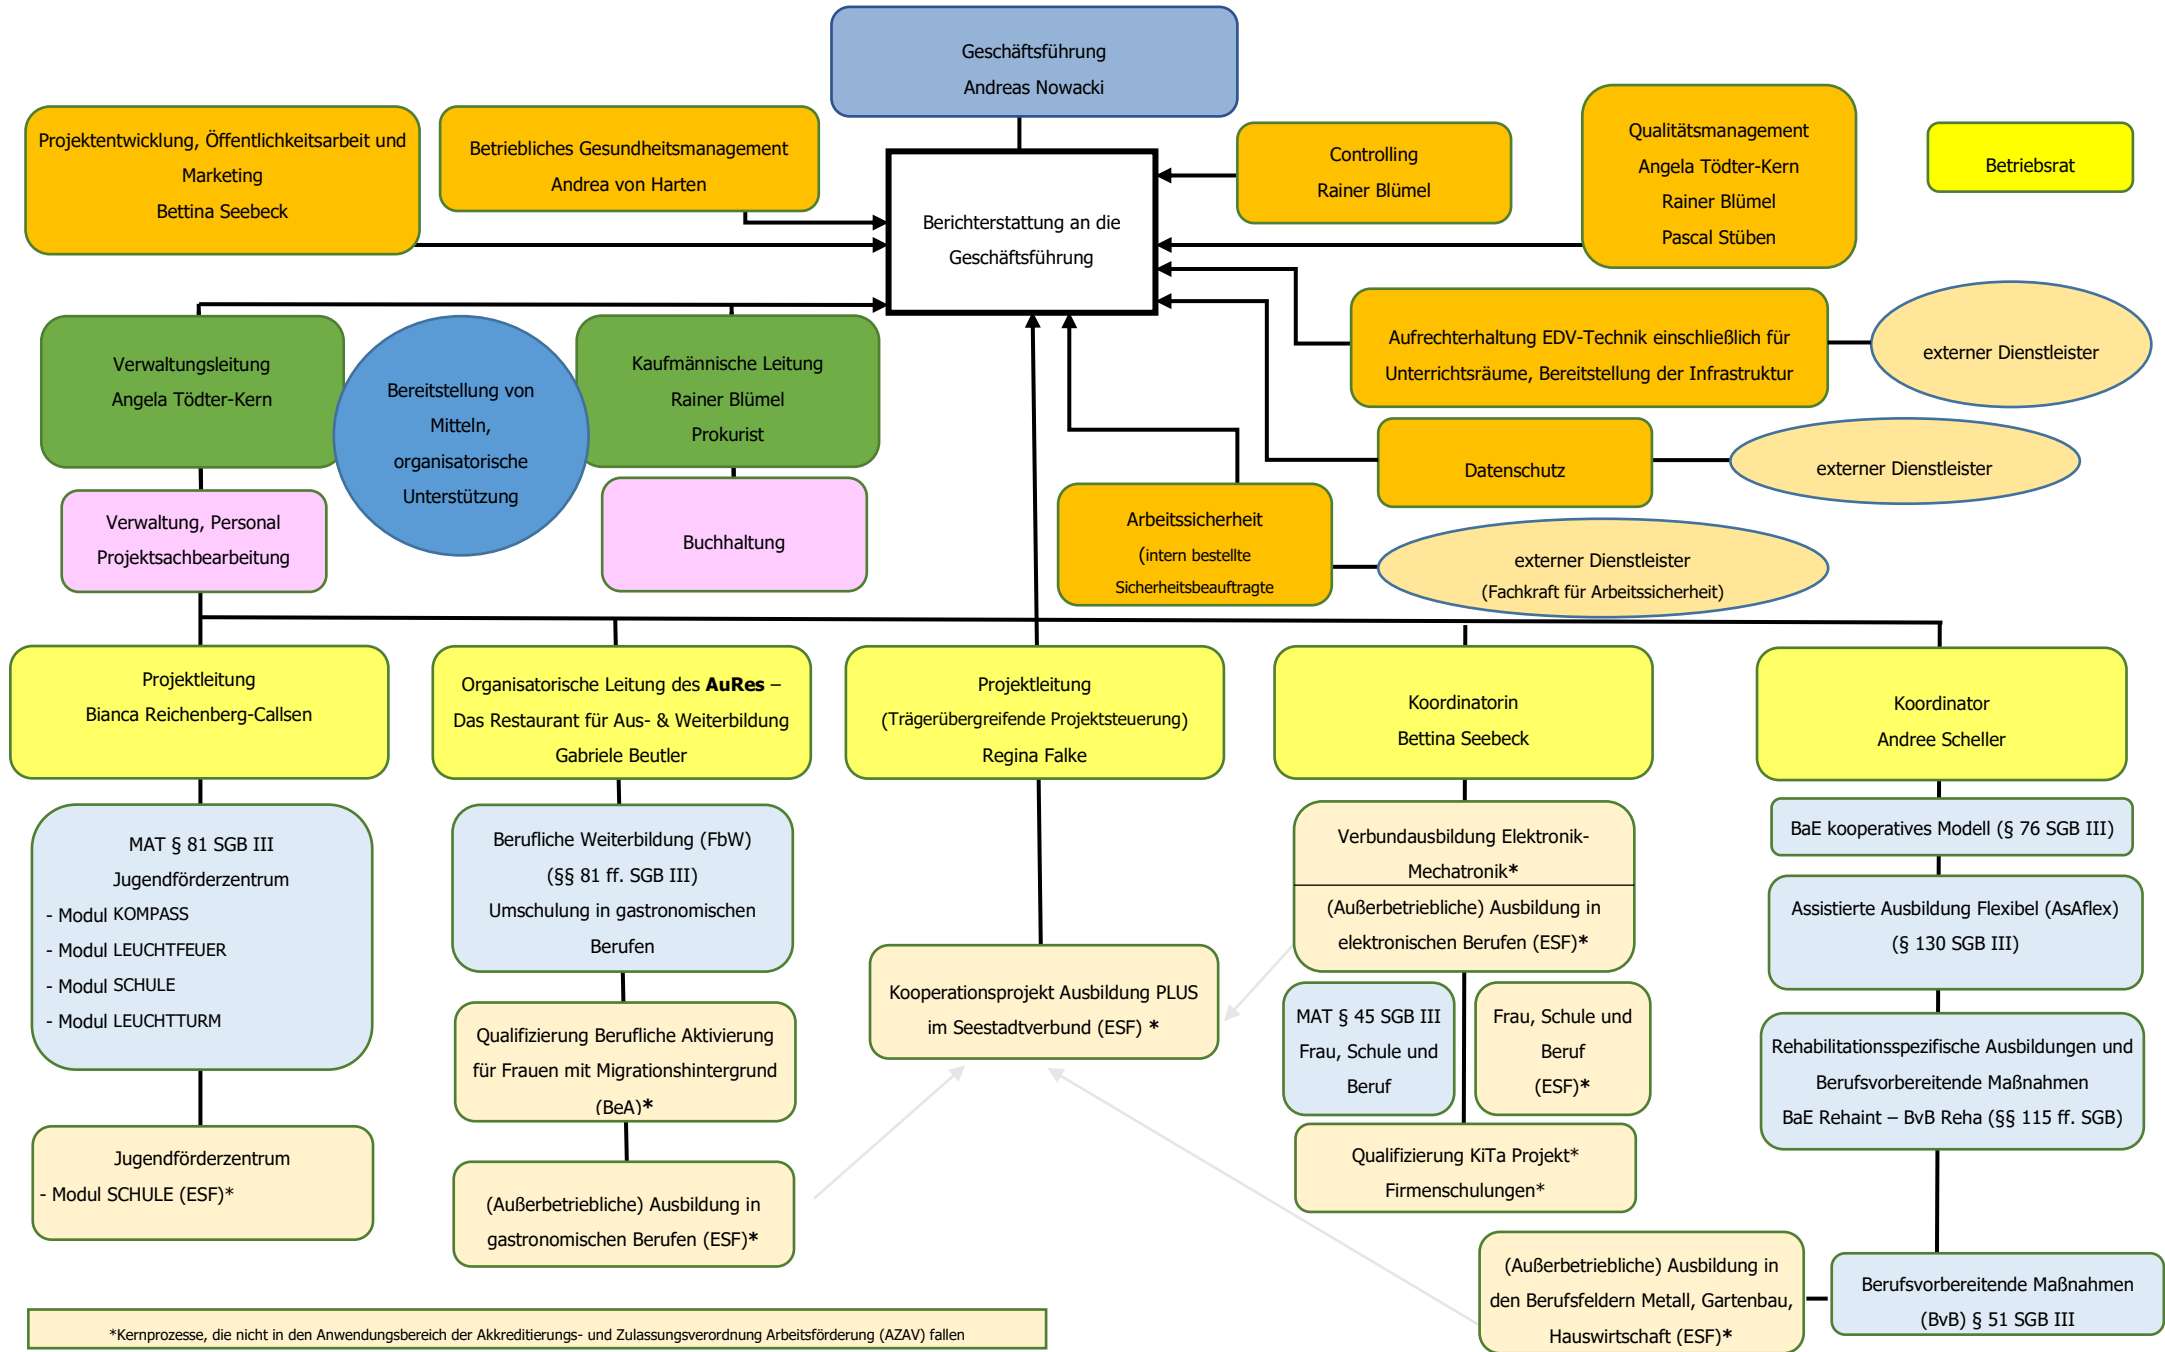 Geschäftsführung
Andreas Nowacki
Projektentwicklung, Öffentlichkeitsarbeit und
Marketing
Bettina Seebeck
Betriebliches Gesundheitsmanagement
Andrea von Harten
Berichterstattung an die
Geschäftsführung
Controlling
Rainer Blümel
Qualitätsmanagement
Angela Tödter-Kern
Rainer Blümel
Pascal Stüben
Betriebsrat
Verwaltungsleitung
Angela Tödter-Kern
Bereitstellung von
Mitteln,
organisatorische
Unterstützung
Kaufmännische Leitung
Rainer Blümel
Prokurist
Aufrechterhaltung EDV-Technik einschließlich für
Unterrichtsräume, Bereitstellung der Infrastruktur
externer Dienstleister
Datenschutz
externer Dienstleister
Verwaltung, Personal
Projektsachbearbeitung
Buchhaltung
Arbeitssicherheit
(intern bestellte
Sicherheitsbeauftragte
externer Dienstleister
(Fachkraft für Arbeitssicherheit)
Projektleitung
Bianca Reichenberg-Callsen
Organisatorische Leitung des AuRes –
Das Restaurant für Aus- & Weiterbildung
Gabriele Beutler
Projektleitung
(Trägerübergreifende Projektsteuerung)
Regina Falke
Koordinatorin
Bettina Seebeck
Koordinator
Andree Scheller
MAT § 81 SGB III
Jugendförderzentrum
- Modul KOMPASS
- Modul LEUCHTFEUER
- Modul SCHULE
- Modul LEUCHTTURM
Jugendförderzentrum
- Modul SCHULE (ESF)*
Berufliche Weiterbildung (FbW)
(§§ 81 ff. SGB III)
Umschulung in gastronomischen
Berufen
Qualifizierung Berufliche Aktivierung
für Frauen mit Migrationshintergrund
(BeA)*
(Außerbetriebliche) Ausbildung in
gastronomischen Berufen (ESF)*
Kooperationsprojekt Ausbildung PLUS
im Seestadtverbund (ESF) *
Verbundausbildung Elektronik-
Mechatronik*
(Außerbetriebliche) Ausbildung in
elektronischen Berufen (ESF)*
MAT § 45 SGB III
Frau, Schule und
Beruf
Frau, Schule und
Beruf
(ESF)*
Qualifizierung KiTa Projekt*
Firmenschulungen*
BaE kooperatives Modell (§ 76 SGB III)
Assistierte Ausbildung Flexibel (AsAflex)
(§ 130 SGB III)
Rehabilitationsspezifische Ausbildungen und
Berufsvorbereitende Maßnahmen
BaE Rehaint – BvB Reha (§§ 115 ff. SGB)
(Außerbetriebliche) Ausbildung in
den Berufsfeldern Metall, Gartenbau,
Hauswirtschaft (ESF)*
Berufsvorbereitende Maßnahmen
(BvB) § 51 SGB III
*Kernprozesse, die nicht in den Anwendungsbereich der Akkreditierungs- und Zulassungsverordnung Arbeitsförderung (AZAV) fallen